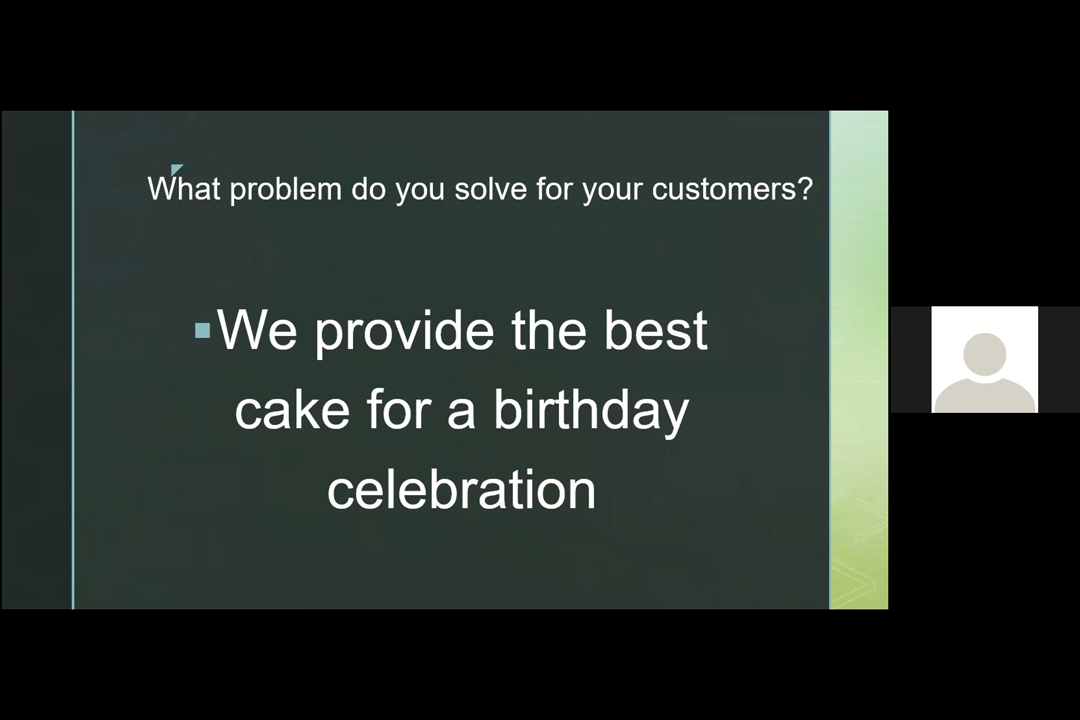 What problem do you solve for your customers?
We provide the best
cake for a birthday
celebration